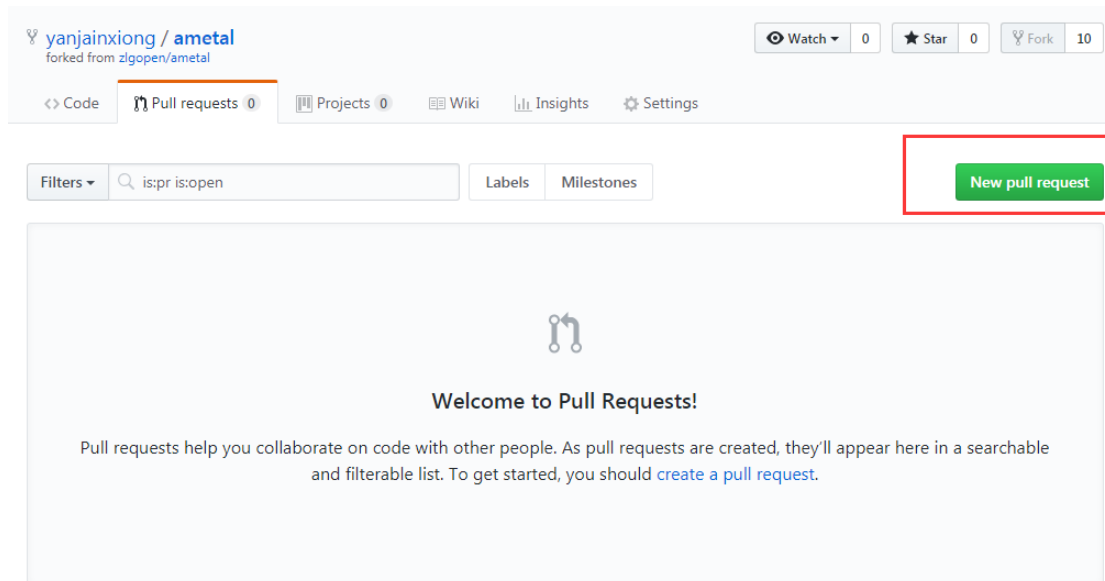 yanjainxiong / ametal
Watch 0 Star 0 Fork 10
forked from zlgopen/ametal
Code Pull requests 0 Projects 0 Wiki Insights Settings
Filters is:pr is:open Labels Milestones New pull request
Welcome to Pull Requests!
Pull requests help you collaborate on code with other people. As pull requests are created, they'll appear here in a searchable
and filterable list. To get started, you should create a pull request.